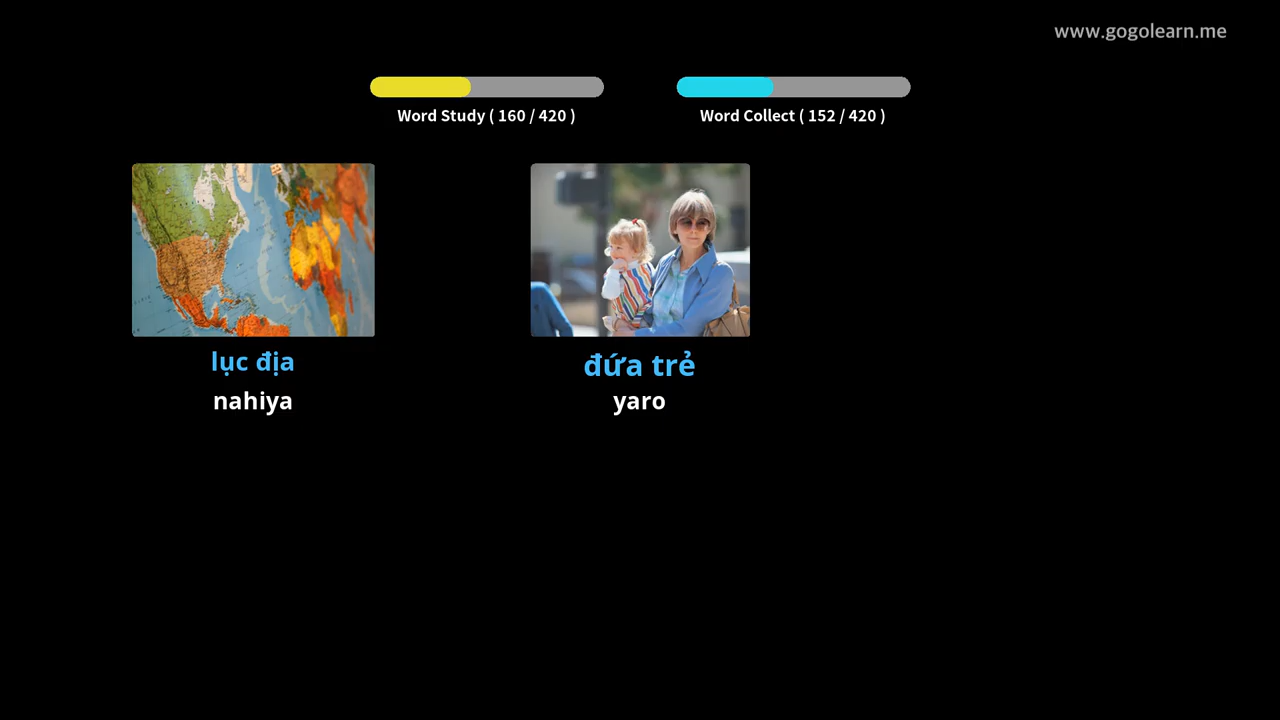 www.gogolearn.me
Word Study ( 160 / 420 )
Word Collect ( 152 / 420 )
lục địa
nahiya
đứa trẻ
yaro